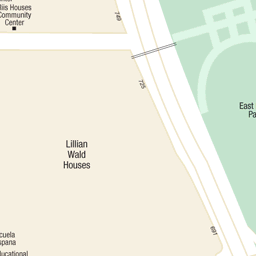 lis Houses
Community
Center
749
725
East
Pa
Lillian
Wald
Houses
691
cuela
spana
ducational